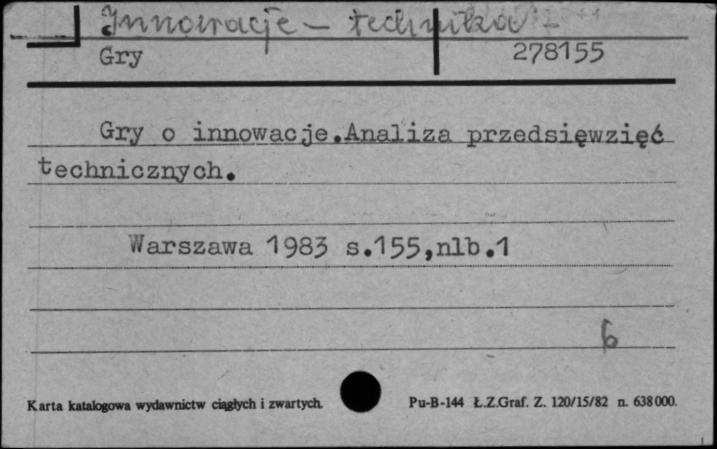 Innowacje – technika
Gry 278155
Gry o innowacje.Analiza przedsięwzięć
technicznych.
Warszawa 1983 s.155,nlb.1
b
Karta katalogowa wydawnictw ciągłych i zwartych. Pu-B-144 Ł.Z.Graf. Z. 120/15/82 n. 638000.